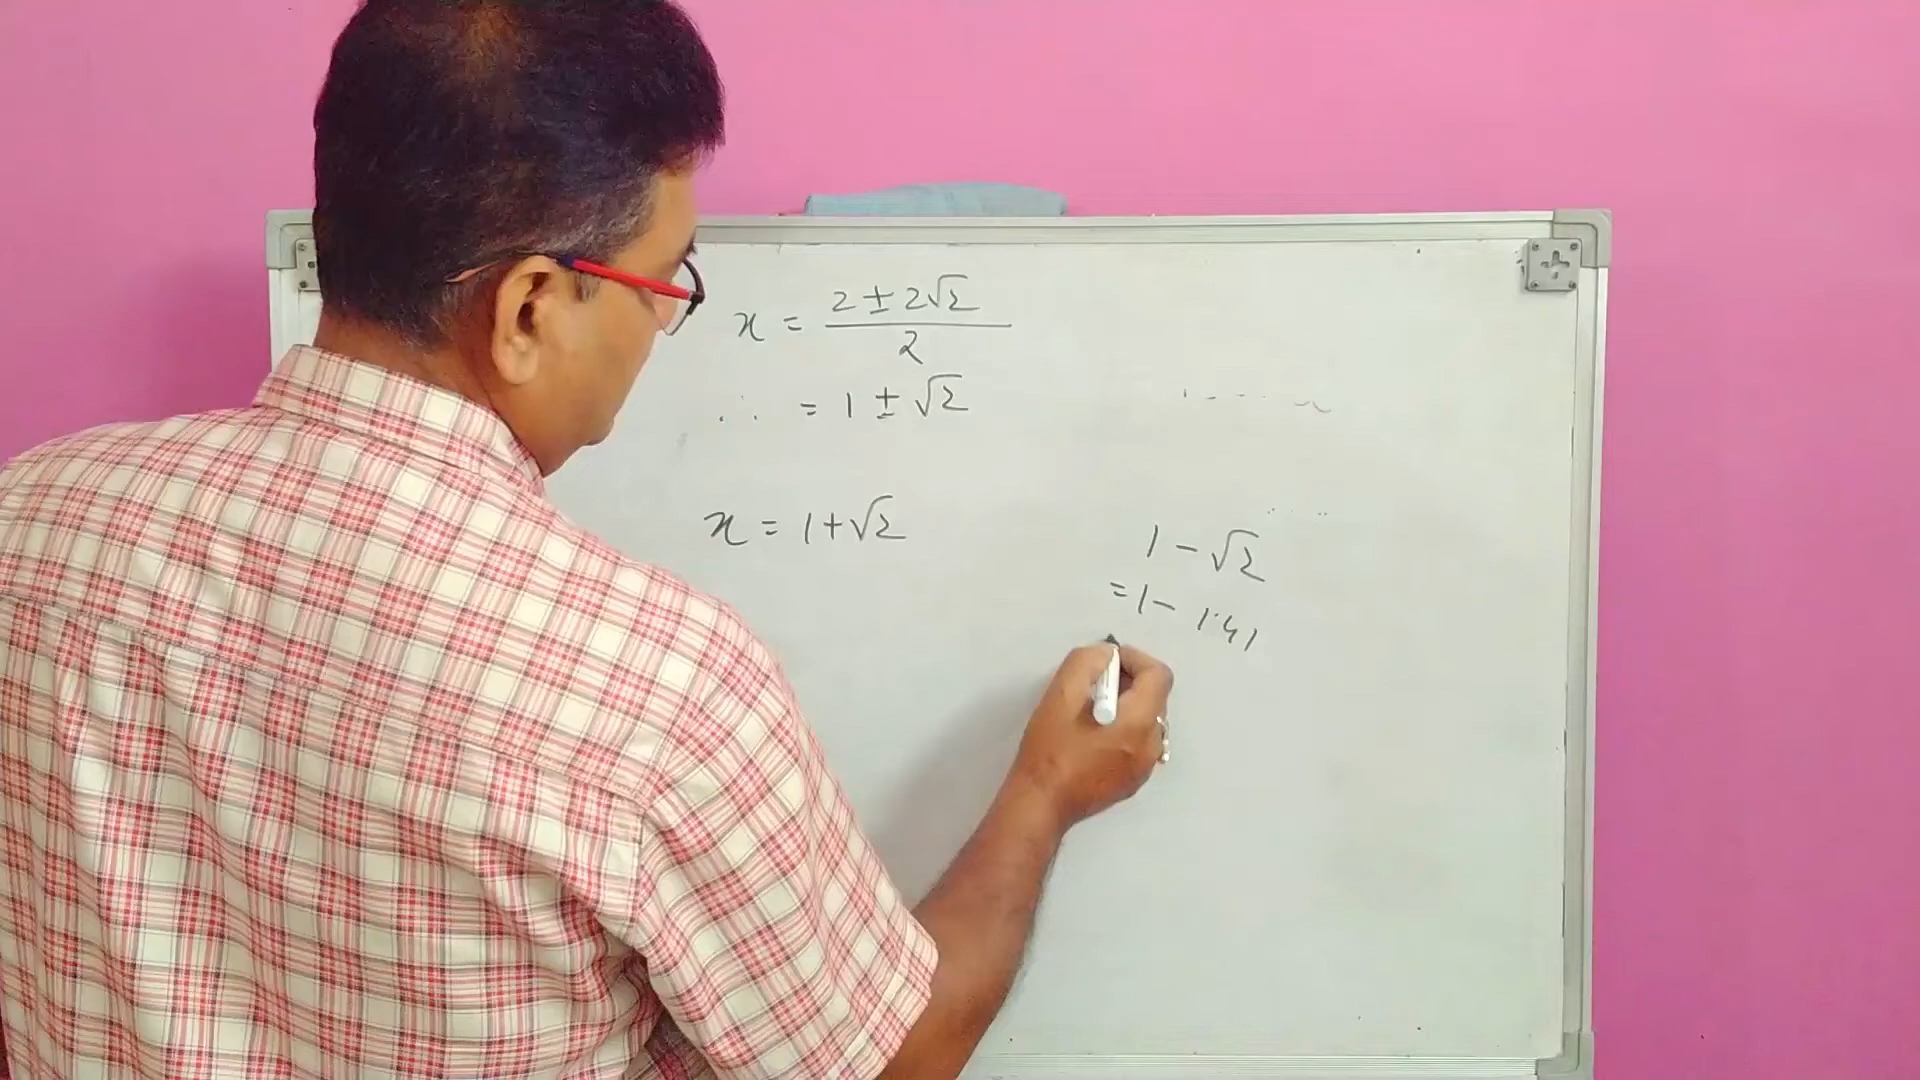 x = (2 ± 2√2)/2
∴ = 1 ± √2
x = 1+√2
1 - √2
= 1 - 1.41